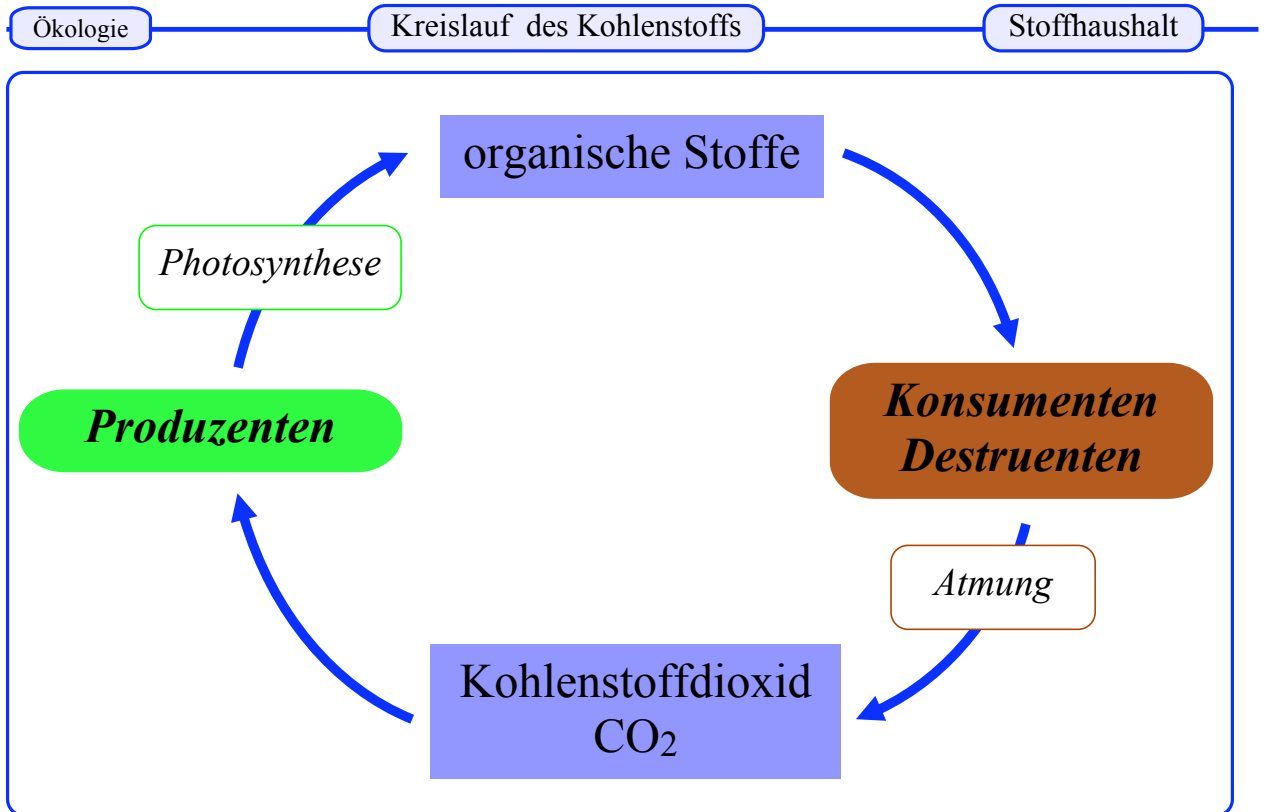 Ökologie
Kreislauf des Kohlenstoffs
Stoffhaushalt
organische Stoffe
Photosynthese
Produzenten
Konsumenten
Destruenten
Atmung
Kohlenstoffdioxid
CO₂